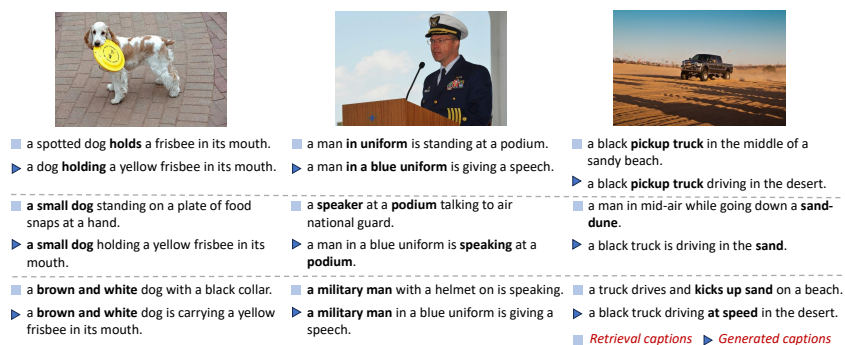 a spotted dog holds a frisbee in its mouth.
a dog holding a yellow frisbee in its mouth.
a small dog standing on a plate of food
snaps at a hand.
a small dog holding a yellow frisbee in its
mouth.
a brown and white dog with a black collar.
a brown and white dog is carrying a yellow
frisbee in its mouth.
a man in uniform is standing at a podium.
a man in a blue uniform is giving a speech.
a speaker at a podium talking to air
national guard.
a man in a blue uniform is speaking at a
podium.
a military man with a helmet on is speaking.
a military man in a blue uniform is giving a
speech.
a black pickup truck in the middle of a
sandy beach.
a black pickup truck driving in the desert.
a man in mid-air while going down a sand-
dune.
a black truck is driving in the sand.
a truck drives and kicks up sand on a beach.
a black truck driving at speed in the desert.
Retrieval captions
Generated captions